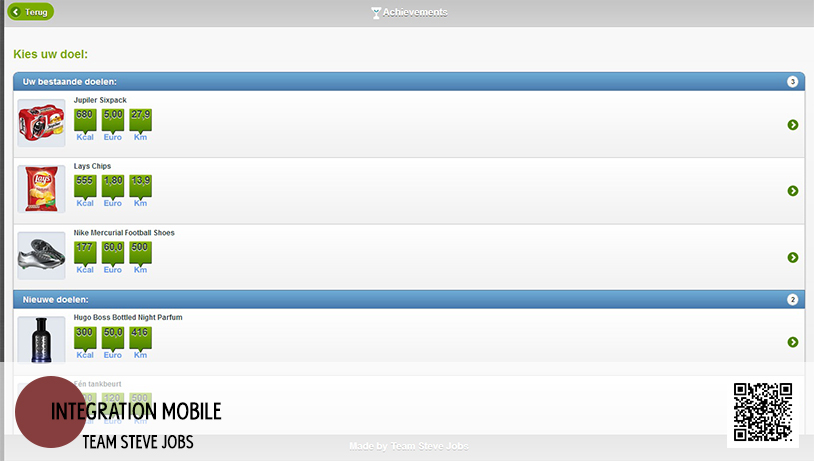 Terug
Achievements
Kies uw doel:
Uw bestaande doelen: 3
Jupiler Sixpack
680 5,00 27,9
Kcal Euro Km
Lays Chips
555 1,80 13,9
Kcal Euro Km
Nike Mercurial Football Shoes
177 60,0 500
Kcal Euro Km
Nieuwe doelen: 2
Hugo Boss Bottled Night Parfum
300 50,0 416
Kcal Euro Km
Eén tankbeurt
120 500
Euro Km
INTEGRATION MOBILE
TEAM STEVE JOBS
Made by Team Steve Jobs